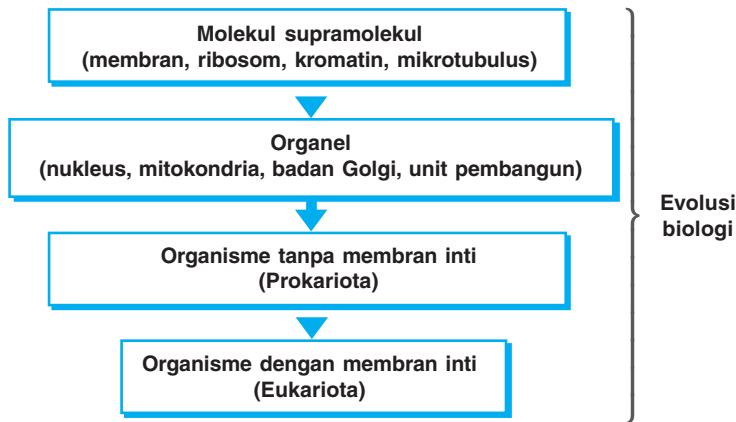 Molekul supramolekul
(membran, ribosom, kromatin, mikrotubulus)
Organel
(nukleus, mitokondria, badan Golgi, unit pembangun)
Organisme tanpa membran inti
(Prokariota)
Organisme dengan membran inti
(Eukariota)
Evolusi
biologi